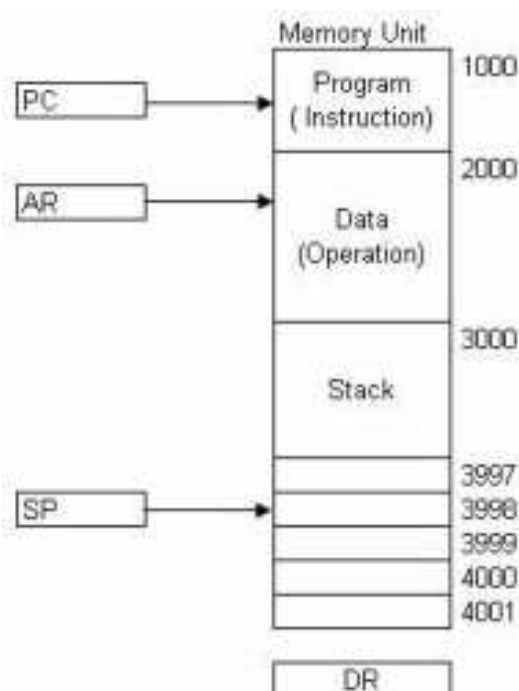 Memory Unit
1000
Program
( Instruction)
PC
2000
AR
Data
(Operation)
3000
Stack
3997
SP
3998
3999
4000
4001
DR